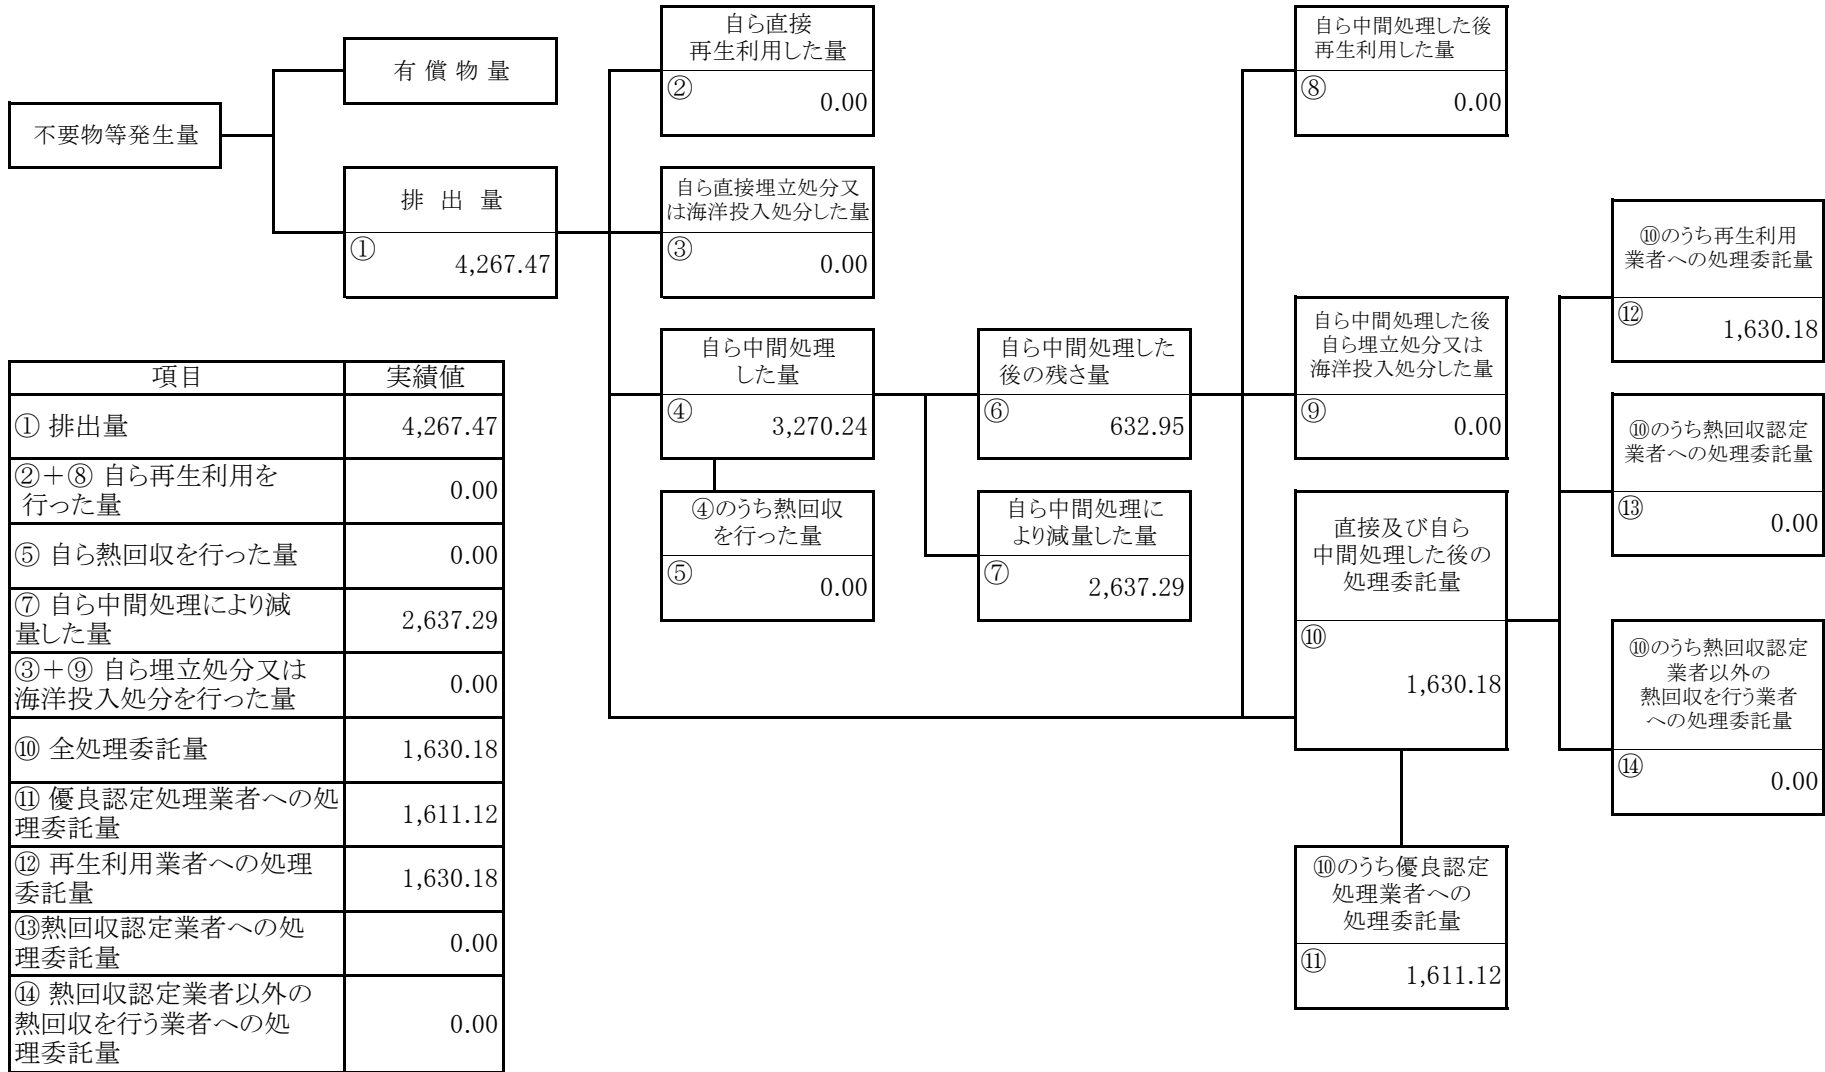 不要物等発生量
有 償 物 量
排 出 量
①
4,267.47
自ら直接
再生利用した量
②
0.00
自ら直接埋立処分又
は海洋投入処分した量
③
0.00
自ら中間処理
した量
④
3,270.24
④のうち熱回収
を行った量
⑤
0.00
自ら中間処理した
後の残さ量
⑥
632.95
自ら中間処理に
より減量した量
⑦
2,637.29
自ら中間処理した後
再生利用した量
⑧
0.00
自ら中間処理した後
自ら埋立処分又は
海洋投入処分した量
⑨
0.00
直接及び自ら
中間処理した後の
処理委託量
⑩
1,630.18
⑩のうち優良認定
処理業者への
処理委託量
⑪
1,611.12
⑩のうち再生利用
業者への処理委託量
⑫
1,630.18
⑩のうち熱回収認定
業者への処理委託量
⑬
0.00
⑩のうち熱回収認定
業者以外の
熱回収を行う業者
への処理委託量
⑭
0.00
項目 実績値
① 排出量 4,267.47
②＋⑧ 自ら再生利用を
行った量 0.00
⑤ 自ら熱回収を行った量 0.00
⑦ 自ら中間処理により減
量した量 2,637.29
③＋⑨ 自ら埋立処分又は
海洋投入処分を行った量 0.00
⑩ 全処理委託量 1,630.18
⑪ 優良認定処理業者への処
理委託量 1,611.12
⑫ 再生利用業者への処理
委託量 1,630.18
⑬熱回収認定業者への処
理委託量 0.00
⑭ 熱回収認定業者以外の
熱回収を行う業者への処
理委託量 0.00